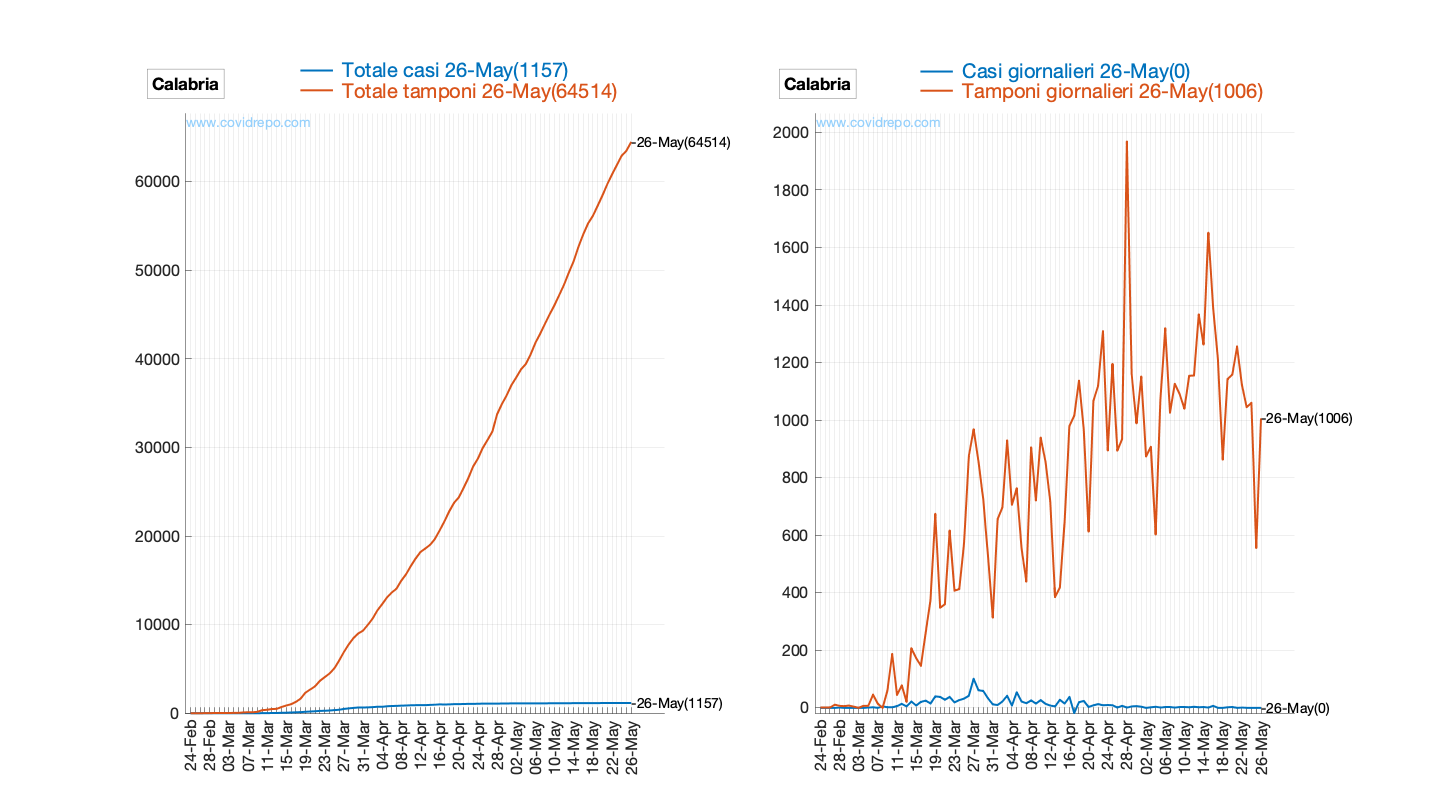 Calabria
Totale casi 26-May(1157)
Totale tamponi 26-May(64514)
www.covidrepo.com
26-May(64514)
60000
50000
40000
30000
20000
10000
0
26-May(1157)
24-Feb
28-Feb
03-Mar
07-Mar
11-Mar
15-Mar
19-Mar
23-Mar
27-Mar
31-Mar
04-Apr
08-Apr
12-Apr
16-Apr
20-Apr
24-Apr
28-Apr
02-May
06-May
10-May
14-May
18-May
22-May
26-May
Calabria
Casi giornalieri 26-May(0)
Tamponi giornalieri 26-May(1006)
www.covidrepo.com
2000
1800
1600
1400
1200
1000
800
600
400
200
0
26-May(1006)
26-May(0)
24-Feb
28-Feb
03-Mar
07-Mar
11-Mar
15-Mar
19-Mar
23-Mar
27-Mar
31-Mar
04-Apr
08-Apr
12-Apr
16-Apr
20-Apr
24-Apr
28-Apr
02-May
06-May
10-May
14-May
18-May
22-May
26-May